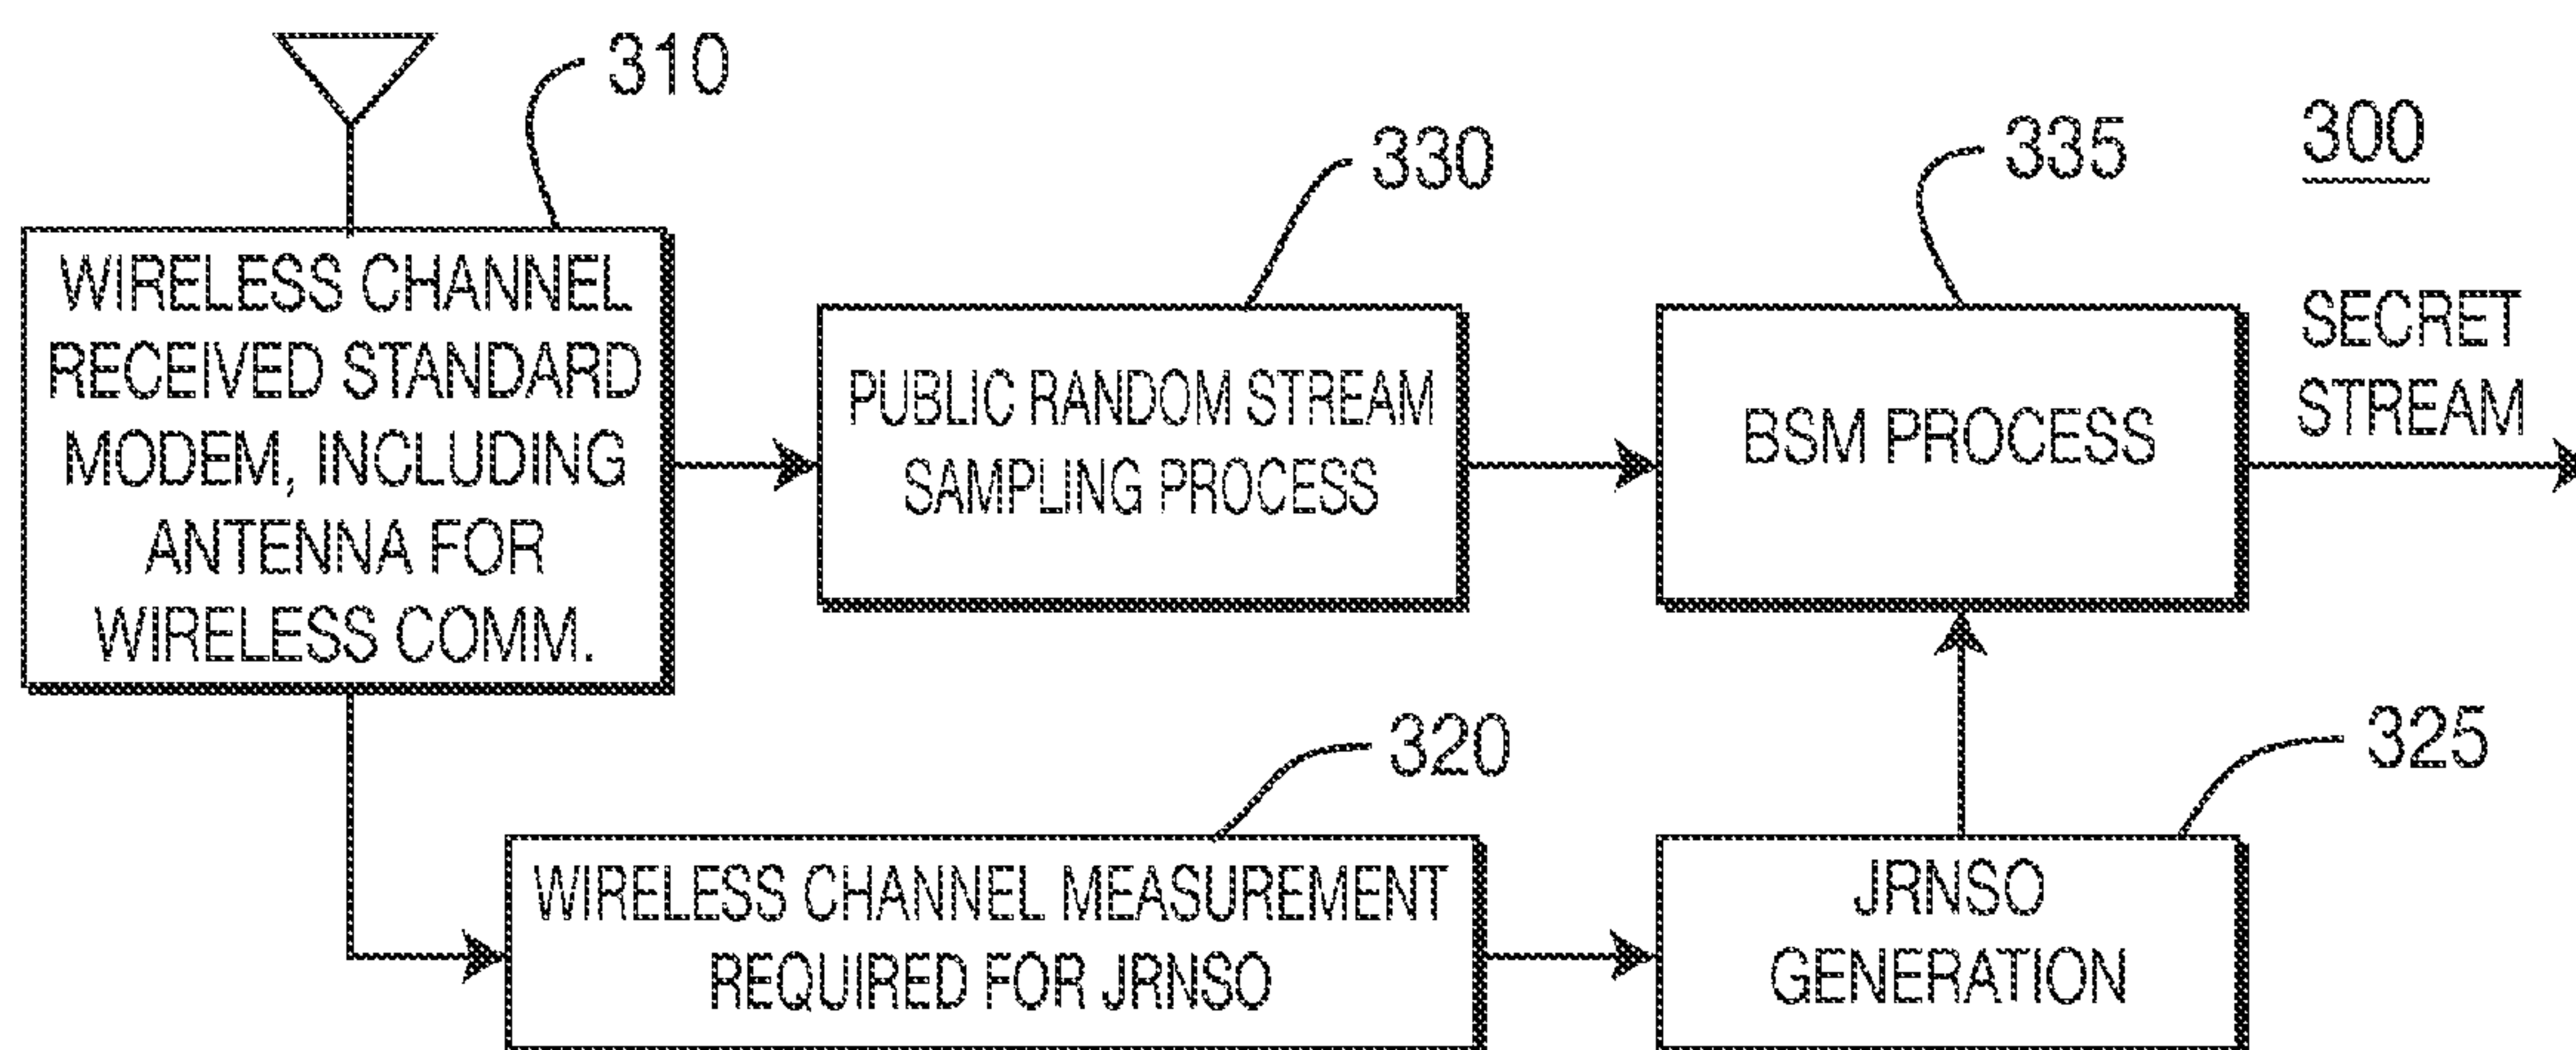 310
330
335
300
WIRELESS CHANNEL
RECEIVED STANDARD
MODEM, INCLUDING
ANTENNA FOR
WIRELESS COMM.
PUBLIC RANDOM STREAM
SAMPLING PROCESS
BSM PROCESS
SECRET
STREAM
320
325
WIRELESS CHANNEL MEASUREMENT
REQUIRED FOR JRNSO
JRNSO
GENERATION